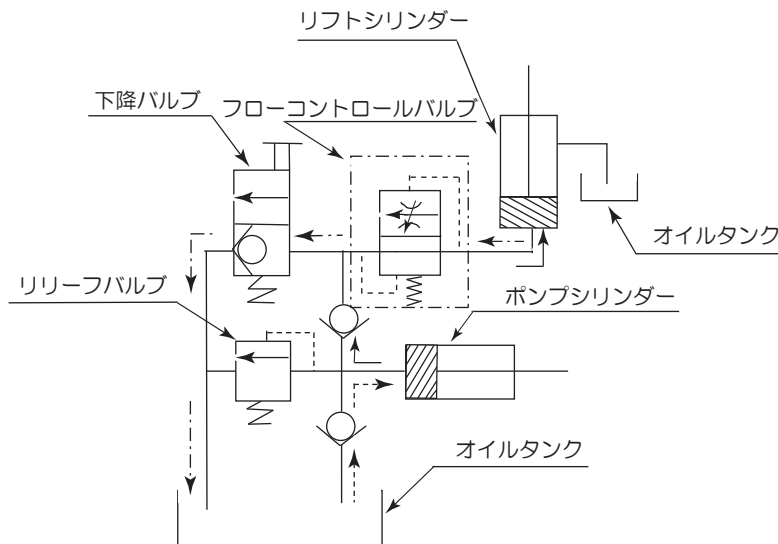 リフトシリンダー
下降バルブ
フローコントロールバルブ
オイルタンク
リリーフバルブ
ポンプシリンダー
オイルタンク